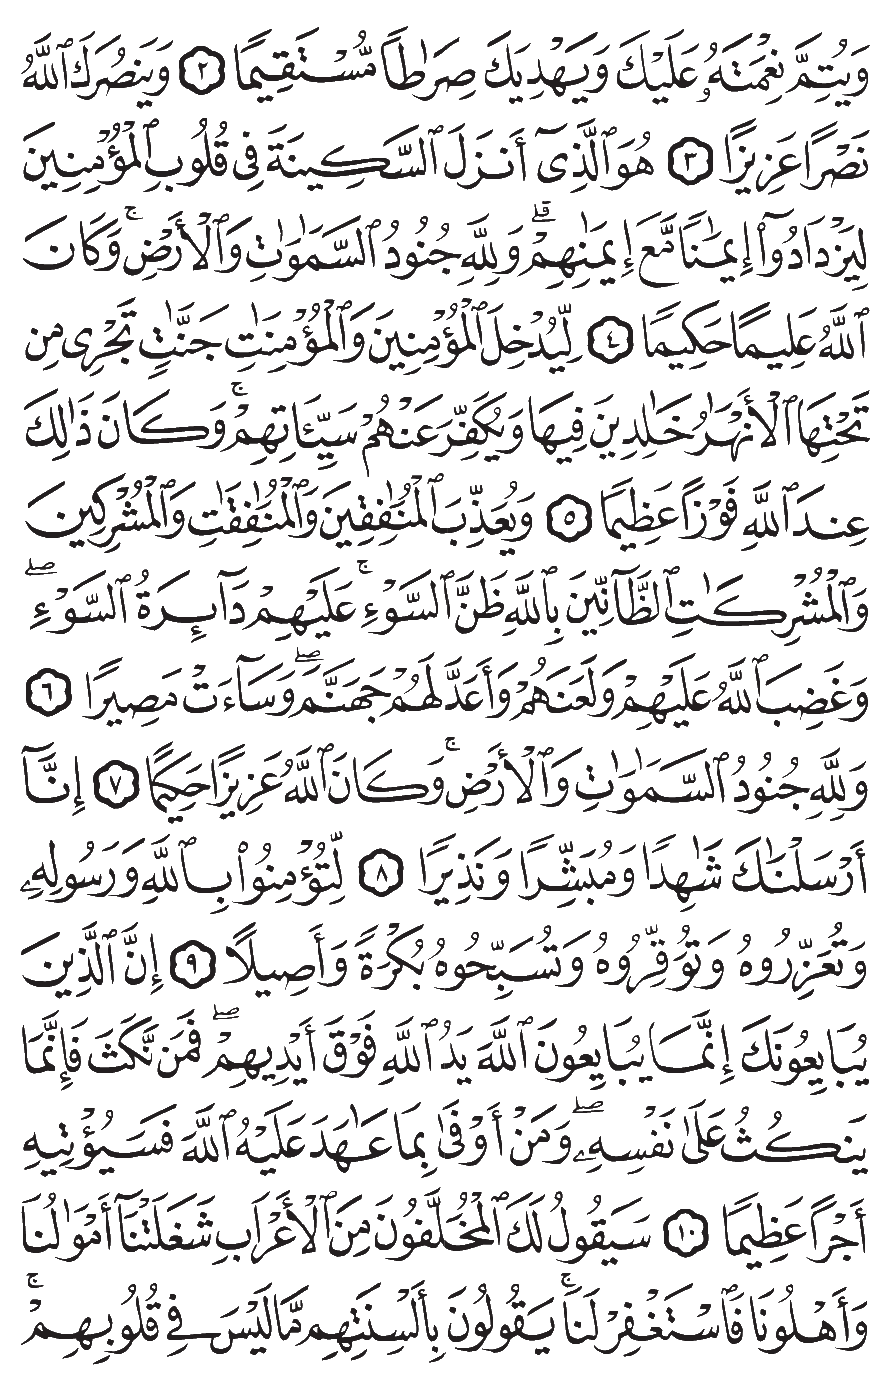 وَيُتِمَّ نِعْمَتَهُۥ عَلَيْكَ وَيَهْدِيَكَ صِرَٰطًا مُّسْتَقِيمًا ٢ وَيَنصُرَكَ ٱللَّهُ
نَصْرًا عَزِيزًا ٣ هُوَ ٱلَّذِىٓ أَنزَلَ ٱلسَّكِينَةَ فِى قُلُوبِ ٱلْمُؤْمِنِينَ
لِيَزْدَادُوٓا۟ إِيمَٰنًا مَّعَ إِيمَٰنِهِمْ ۗ وَلِلَّهِ جُنُودُ ٱلسَّمَٰوَٰتِ وَٱلْأَرْضِ ۚ وَكَانَ
ٱللَّهُ عَلِيمًا حَكِيمًا ٤ لِّيُدْخِلَ ٱلْمُؤْمِنِينَ وَٱلْمُؤْمِنَٰتِ جَنَّٰتٍ تَجْرِى مِن
تَحْتِهَا ٱلْأَنْهَٰرُ خَٰلِدِينَ فِيهَا وَيُكَفِّرَ عَنْهُمْ سَيِّـَٔاتِهِمْ ۚ وَكَانَ ذَٰلِكَ
عِندَ ٱللَّهِ فَوْزًا عَظِيمًا ٥ وَيُعَذِّبَ ٱلْمُنَٰفِقِينَ وَٱلْمُنَٰفِقَٰتِ وَٱلْمُشْرِكِينَ
وَٱلْمُشْرِكَٰتِ ٱلظَّآنِّينَ بِٱللَّهِ ظَنَّ ٱلسَّوْءِ ۚ عَلَيْهِمْ دَآئِرَةُ ٱلسَّوْءِ ۖ
وَغَضِبَ ٱللَّهُ عَلَيْهِمْ وَلَعَنَهُمْ وَأَعَدَّ لَهُمْ جَهَنَّمَ ۖ وَسَآءَتْ مَصِيرًا ٦
وَلِلَّهِ جُنُودُ ٱلسَّمَٰوَٰتِ وَٱلْأَرْضِ ۚ وَكَانَ ٱللَّهُ عَزِيزًا حَكِيمًا ٧ إِنَّآ
أَرْسَلْنَٰكَ شَٰهِدًا وَمُبَشِّرًا وَنَذِيرًا ٨ لِّتُؤْمِنُوا۟ بِٱللَّهِ وَرَسُولِهِۦ
وَتُعَزِّرُوهُ وَتُوَقِّرُوهُ وَتُسَبِّحُوهُ بُكْرَةً وَأَصِيلًا ٩ إِنَّ ٱلَّذِينَ
يُبَايِعُونَكَ إِنَّمَا يُبَايِعُونَ ٱللَّهَ يَدُ ٱللَّهِ فَوْقَ أَيْدِيهِمْ ۖ فَمَن نَّكَثَ فَإِنَّمَا
يَنكُثُ عَلَىٰ نَفْسِهِۦ ۖ وَمَنْ أَوْفَىٰ بِمَا عَٰهَدَ عَلَيْهُ ٱللَّهَ فَسَيُؤْتِيهِ
أَجْرًا عَظِيمًا ١٠ سَيَقُولُ لَكَ ٱلْمُخَلَّفُونَ مِنَ ٱلْأَعْرَابِ شَغَلَتْنَآ أَمْوَٰلُنَا
وَأَهْلُونَا فَٱسْتَغْفِرْ لَنَا ۚ يَقُولُونَ بِأَلْسِنَتِهِم مَّا لَيْسَ فِى قُلُوبِهِمْ ۚ